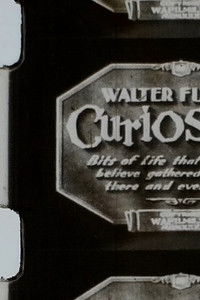 WALTER FL
Curios
Bits of Life that
believe gathered
there and eve